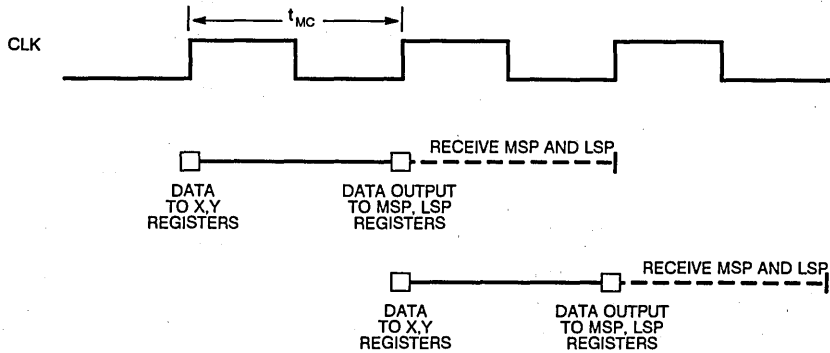 t MC
CLK
RECEIVE MSP AND LSP
DATA
TO X,Y
REGISTERS
DATA OUTPUT
TO MSP, LSP
REGISTERS
RECEIVE MSP AND LSP
DATA
TO X,Y
REGISTERS
DATA OUTPUT
TO MSP, LSP
REGISTERS